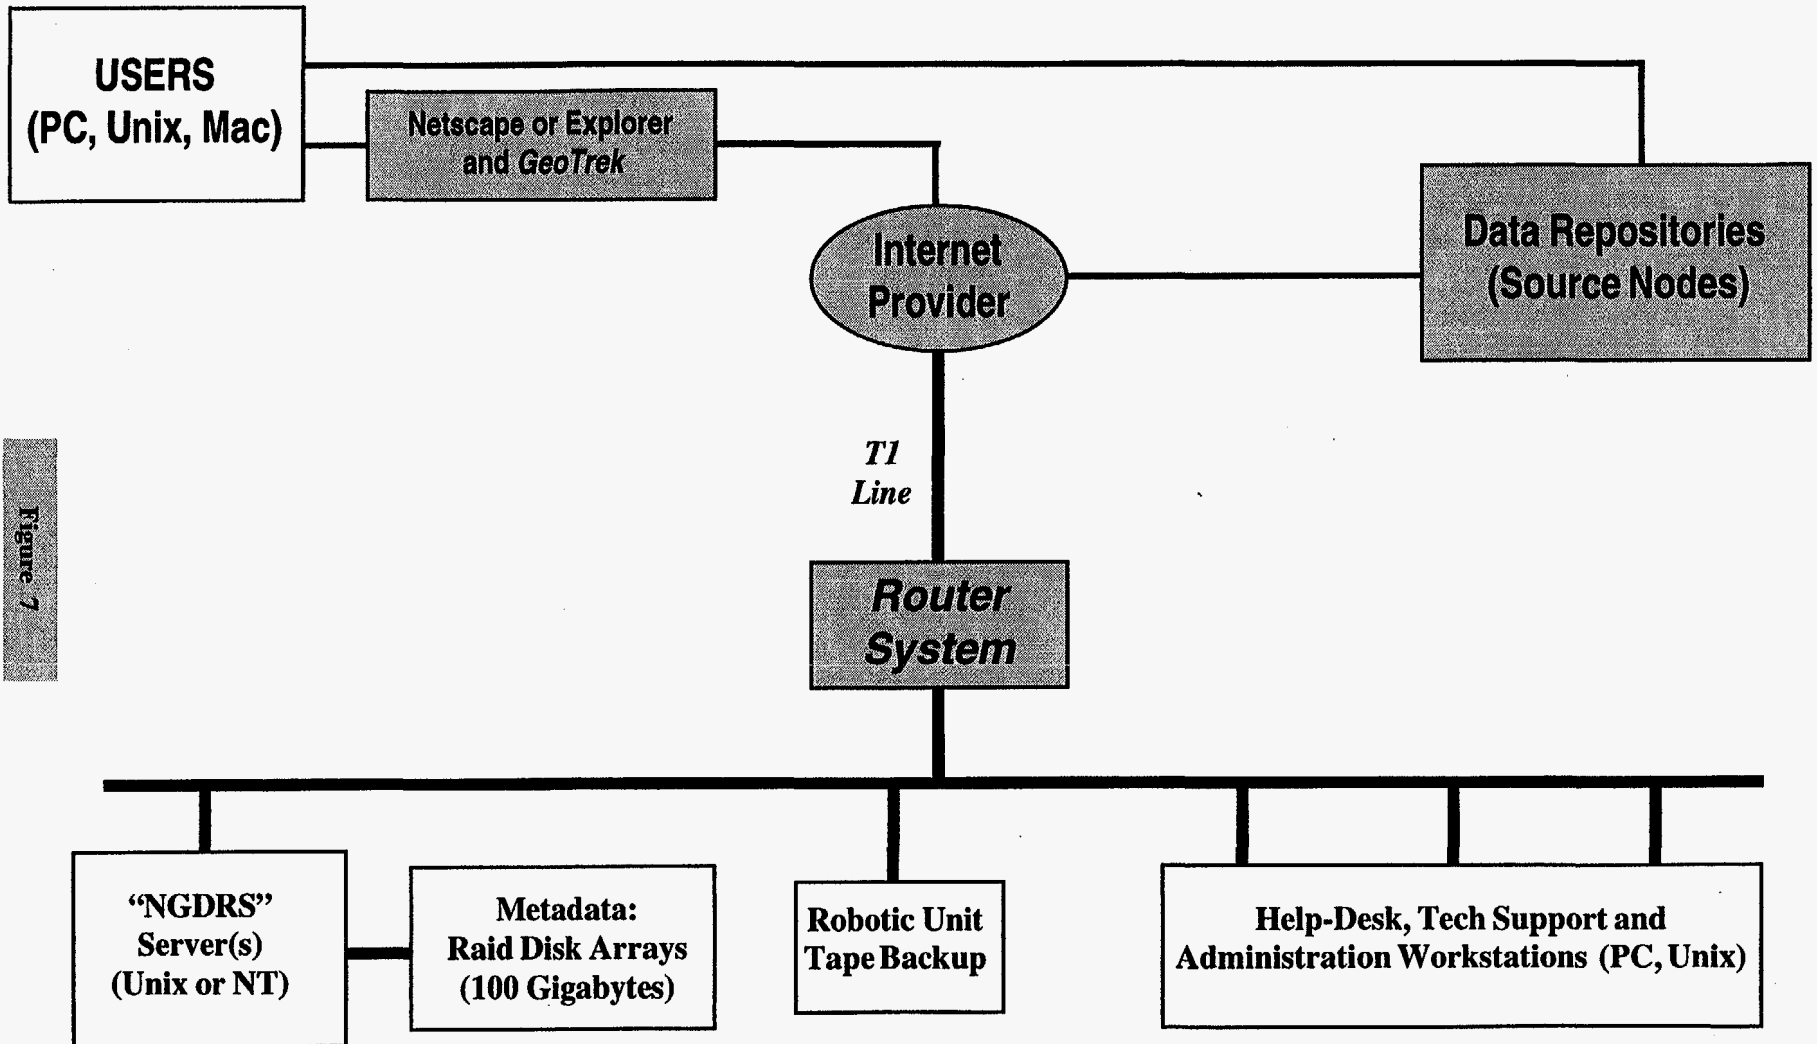 USERS
(PC, Unix, Mac)
Netscape or Explorer
and GeoTrek
Internet
Provider
Data Repositories
(Source Nodes)
T1
Line
Figure 7
Router
System
“NGDRS”
Server(s)
(Unix or NT)
Metadata:
Raid Disk Arrays
(100 Gigabytes)
Robotic Unit
Tape Backup
Help-Desk, Tech Support and
Administration Workstations (PC, Unix)